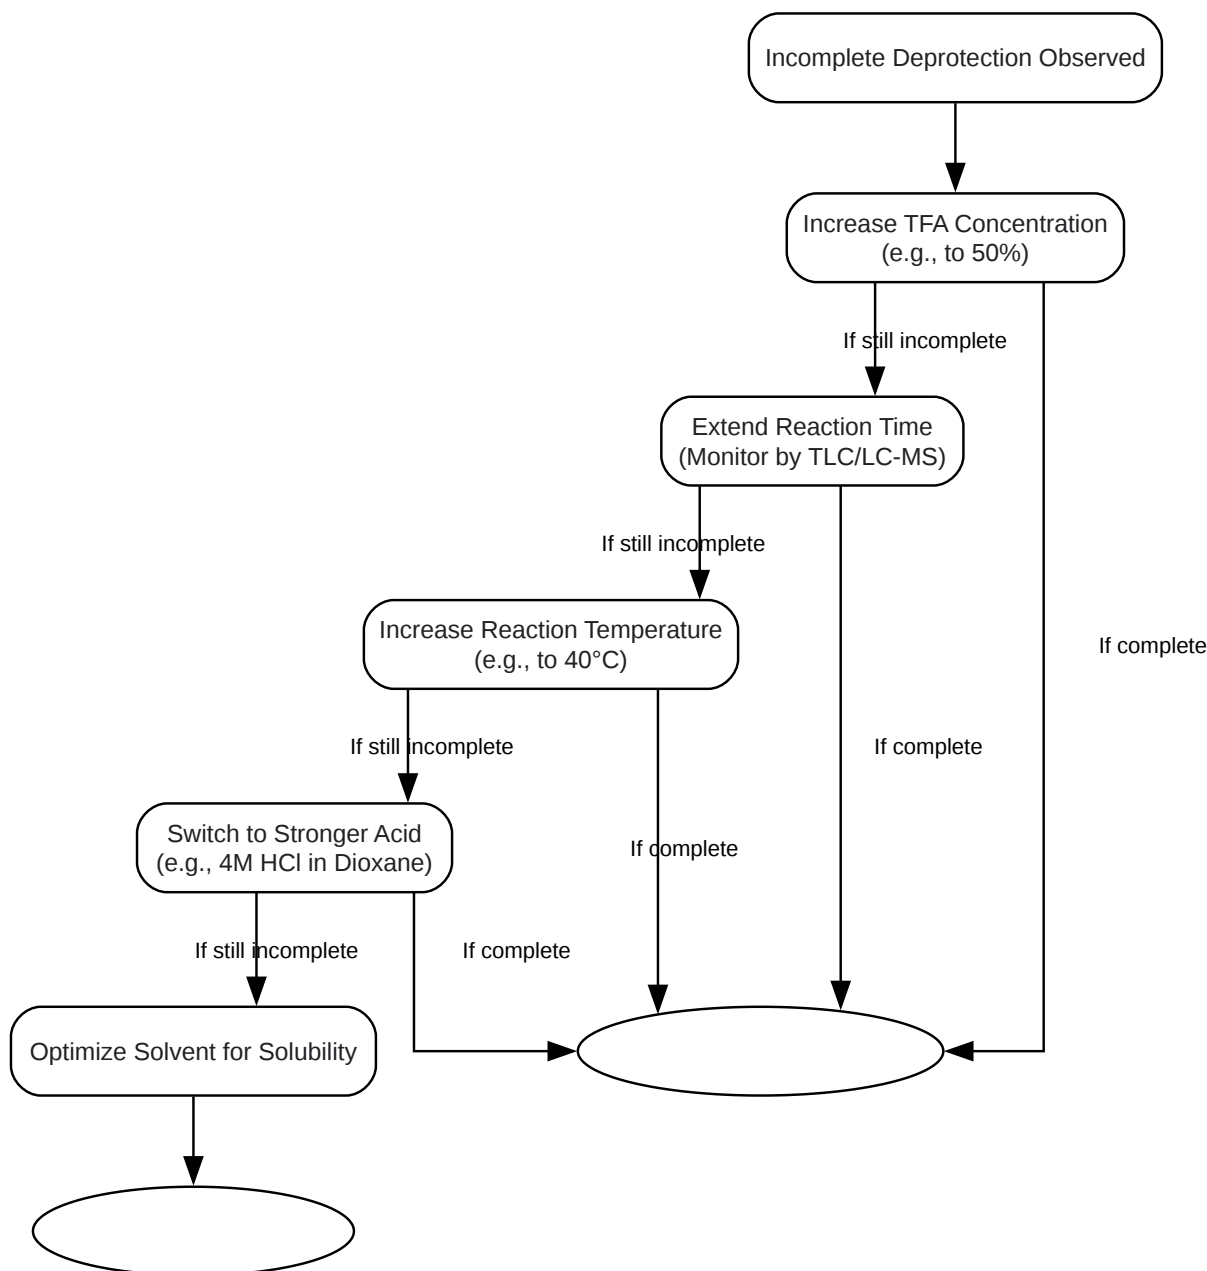 Incomplete Deprotection Observed
Increase TFA Concentration
(e.g., to 50%)
If still incomplete
Extend Reaction Time
(Monitor by TLC/LC-MS)
If still incomplete
Increase Reaction Temperature
(e.g., to 40°C)
If complete
If still incomplete
If complete
Switch to Stronger Acid
(e.g., 4M HCl in Dioxane)
If complete
If still incomplete
If complete
Optimize Solvent for Solubility